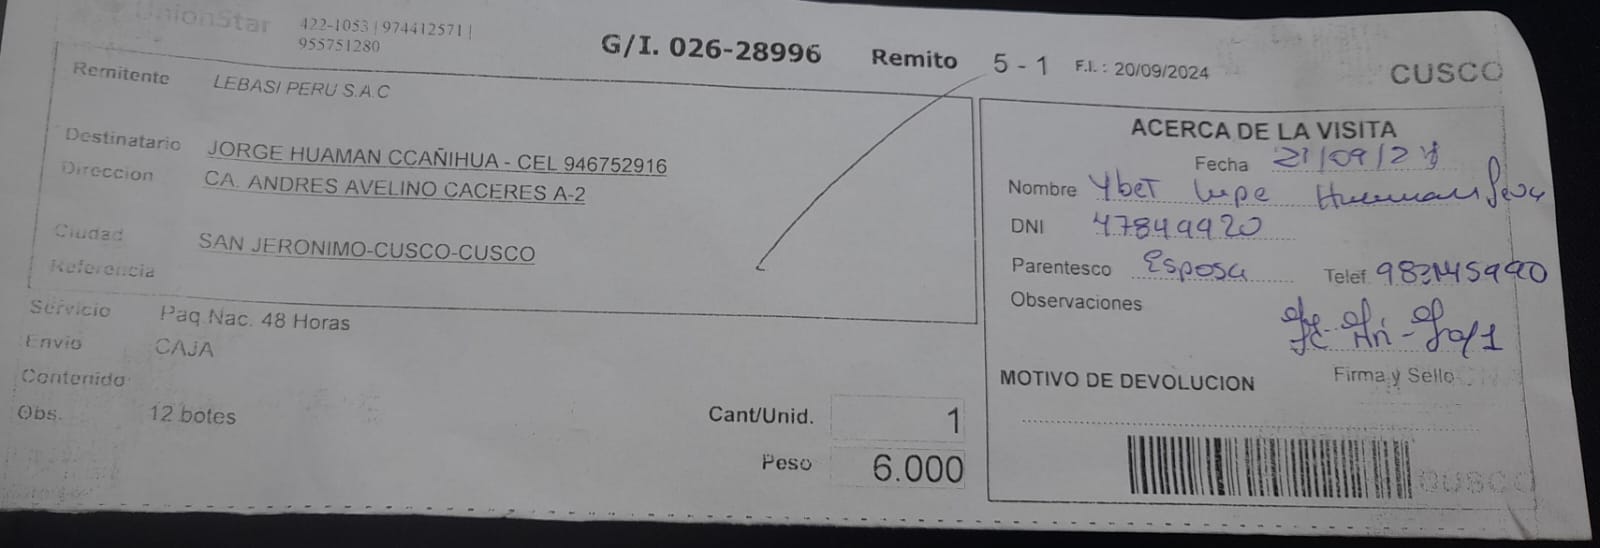 UnionStar
422-1053 | 974412571 |
955751280
G/I. 026-28996 Remito 5 - 1 F.I. : 20/09/2024
CUSCO
Remitente LEBASI PERU S.A.C
Destinatario JORGE HUAMAN CCAÑIHUA - CEL 946752916
Direccion CA. ANDRES AVELINO CACERES A-2
Ciudad SAN JERONIMO-CUSCO-CUSCO
Referencia
Servicio Paq.Nac. 48 Horas
Envio CAJA
Contenido
Obs. 12 botes
Cant/Unid. 1
Peso 6.000
ACERCA DE LA VISITA
Fecha 21/09/24
Nombre Ybet Lupe Huaman
DNI 47849920
Parentesco Esposa Telef
Observaciones
Firma y Sello
MOTIVO DE DEVOLUCION
CUSCO